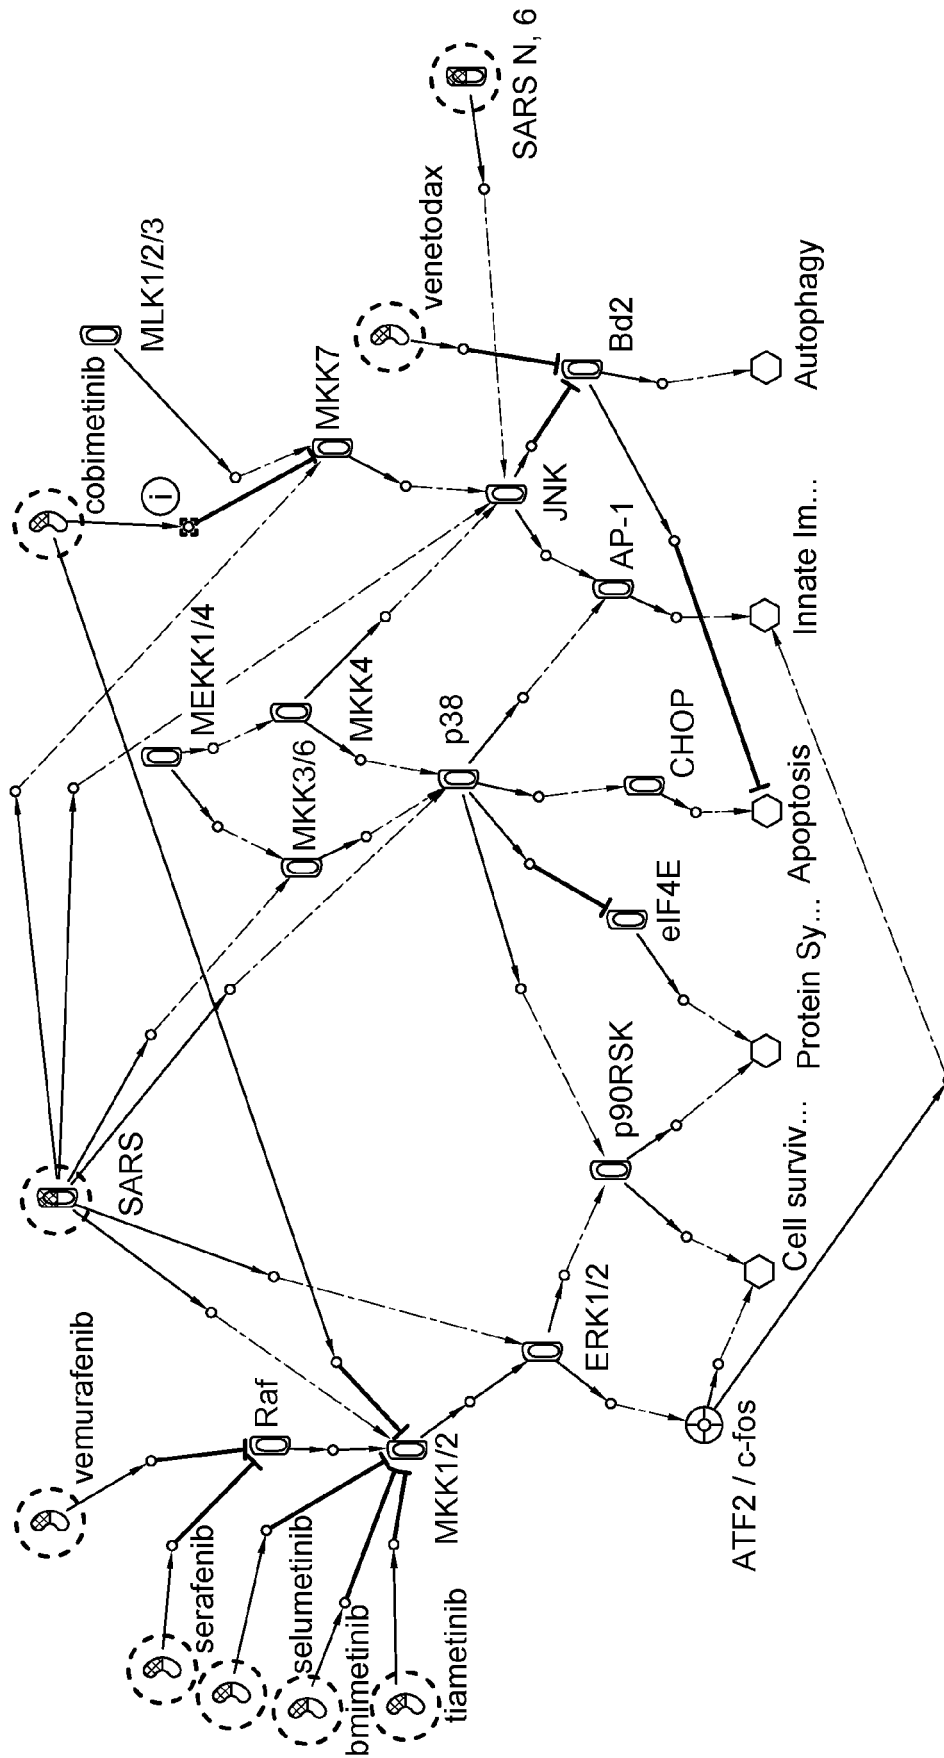 vemurafenib
serafenib
selumetinib
bmimetinib
tiametinib
Raf
MKK1/2
SARS
cobimetinib
i
MLK1/2/3
MKK7
MEKK1/4
MKK4
MKK3/6
ERK1/2
p38
JNK
venetodax
SARS N, 6
ATF2 / c-fos
p90RSK
eIF4E
CHOP
AP-1
Bd2
Cell surviv...
Protein Sy...
Apoptosis
Innate Im...
Autophagy